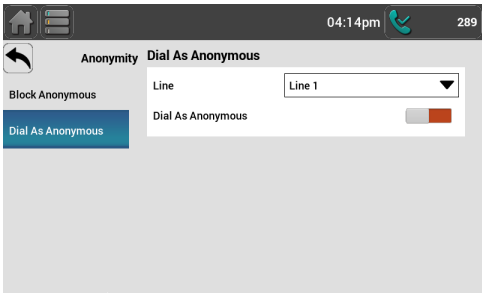 04:14pm 289
Anonymity
Block Anonymous
Dial As Anonymous
Dial As Anonymous
Line Line 1
Dial As Anonymous